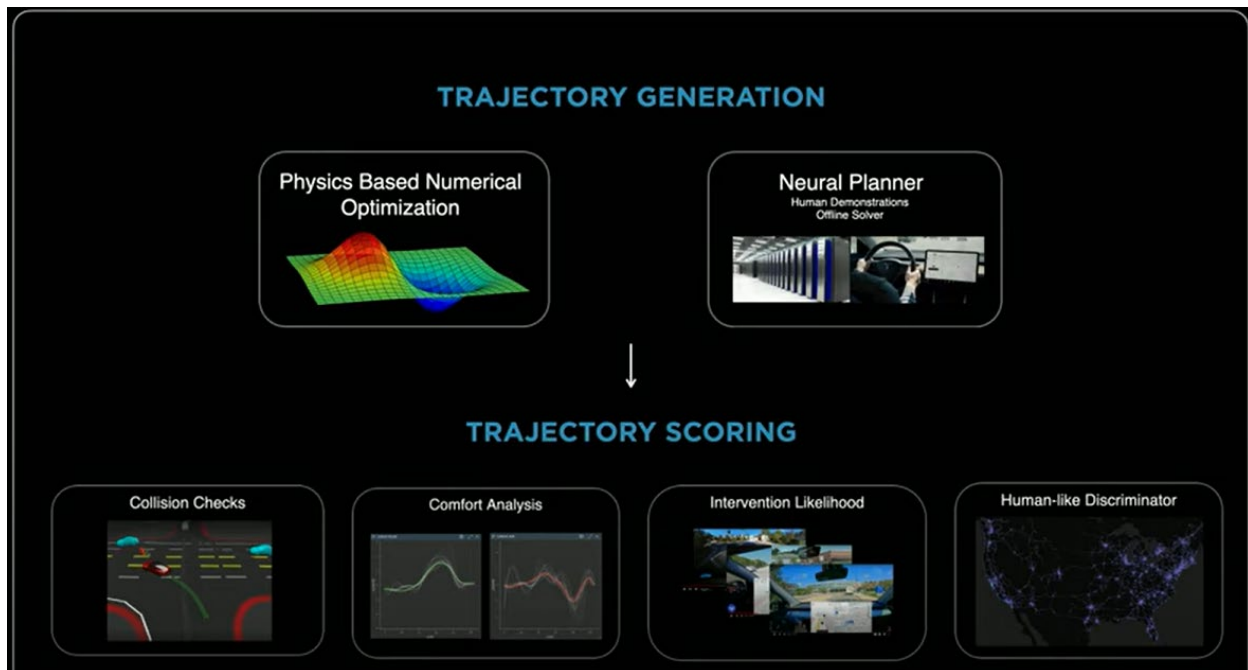 TRAJECTORY GENERATION
Physics Based Numerical
Optimization
Neural Planner
Human Demonstrations
Offline Solver
TRAJECTORY SCORING
Collision Checks
Comfort Analysis
Intervention Likelihood
Human-like Discriminator